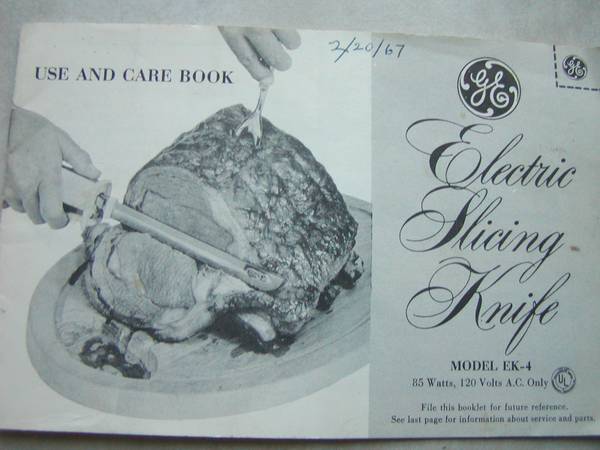 2/20/67
USE AND CARE BOOK
GE
GE
Electric
Slicing
Knife
MODEL EK-4
85 Watts, 120 Volts A.C. Only
UL
File this booklet for future reference.
See last page for information about service and parts.